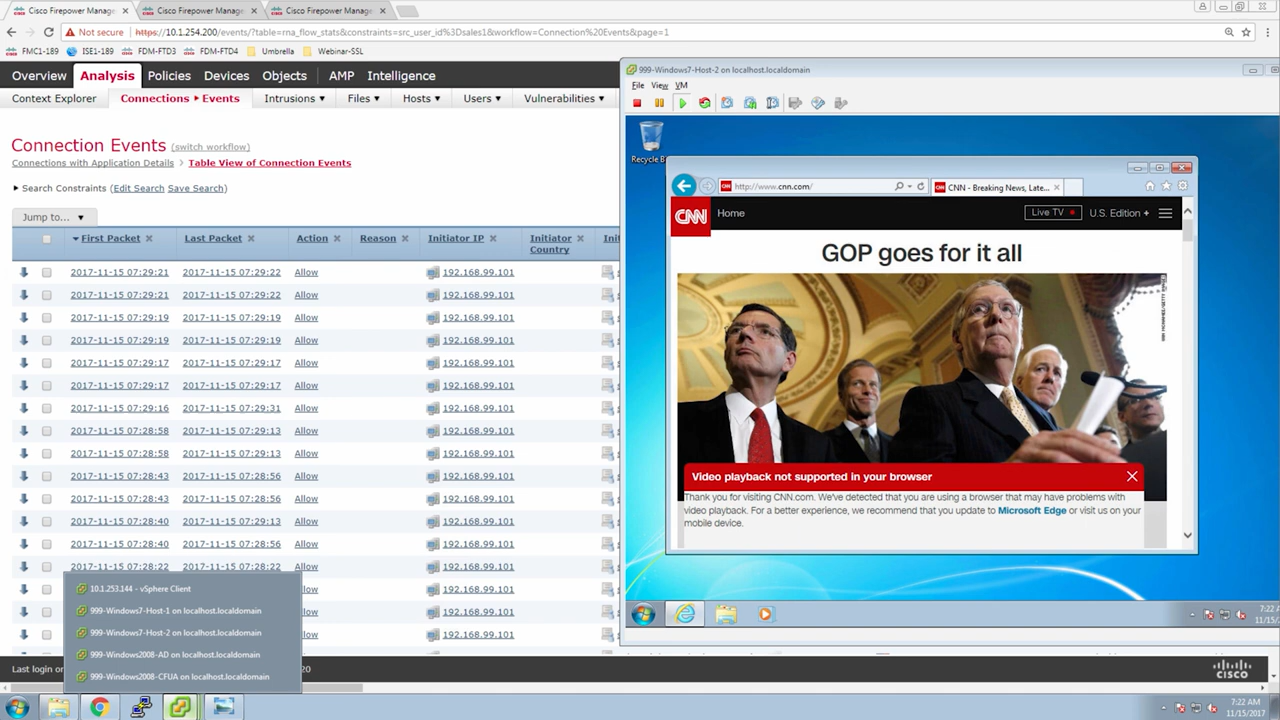 Cisco Firepower Manage
Cisco Firepower Manage
Cisco Firepower Manage
Not secure
https://10.1.254.200/events/?table=rna_flow_stats&constraints=src_user_id%3Dsales1&workflow=Connection%20Events&page=1
FMC1-189
ISE1-189
FDM-FTD3
FDM-FTD4
Umbrella
Webinar-SSL
Overview Analysis Policies Devices Objects AMP Intelligence
Context Explorer Connections ▸ Events Intrusions ▼ Files ▼ Hosts ▼ Users ▼ Vulnerabilities ▼
Connection Events (switch workflow)
Connections with Application Details > Table View of Connection Events
▸ Search Constraints (Edit Search Save Search)
Jump to... ▼
▼ First Packet × Last Packet × Action × Reason × Initiator IP × Initiator Country × Init
2017-11-15 07:29:21 2017-11-15 07:29:22 Allow 192.168.99.101
2017-11-15 07:29:21 2017-11-15 07:29:22 Allow 192.168.99.101
2017-11-15 07:29:19 2017-11-15 07:29:19 Allow 192.168.99.101
2017-11-15 07:29:19 2017-11-15 07:29:19 Allow 192.168.99.101
2017-11-15 07:29:17 2017-11-15 07:29:17 Allow 192.168.99.101
2017-11-15 07:29:17 2017-11-15 07:29:17 Allow 192.168.99.101
2017-11-15 07:29:16 2017-11-15 07:29:31 Allow 192.168.99.101
2017-11-15 07:28:58 2017-11-15 07:29:13 Allow 192.168.99.101
2017-11-15 07:28:58 2017-11-15 07:29:13 Allow 192.168.99.101
2017-11-15 07:28:43 2017-11-15 07:28:56 Allow 192.168.99.101
2017-11-15 07:28:43 2017-11-15 07:28:56 Allow 192.168.99.101
2017-11-15 07:28:40 2017-11-15 07:29:13 Allow 192.168.99.101
2017-11-15 07:28:40 2017-11-15 07:28:56 Allow 192.168.99.101
2017-11-15 07:28:22 2017-11-15 07:28:22 Allow 192.168.99.101
Allow 192.168.99.101
Allow 192.168.99.101
Allow 192.168.99.101
10.1.253.144 - vSphere Client
999-Windows7-Host-1 on localhost.localdomain
999-Windows7-Host-2 on localhost.localdomain
999-Windows2008-AD on localhost.localdomain
999-Windows2008-CFUA on localhost.localdomain
Last login on
20
cisco
999-Windows7-Host-2 on localhost.localdomain
File View VM
Recycle B
http://www.cnn.com/
CNN - Breaking News, Late...
CNN Home Live TV U.S. Edition +
GOP goes for it all
Video playback not supported in your browser
Thank you for visiting CNN.com. We've detected that you are using a browser that may have problems with
video playback. For a better experience, we recommend that you update to Microsoft Edge or visit us on your
mobile device.
7:22 A
11/15/20
7:22 AM
11/15/2017